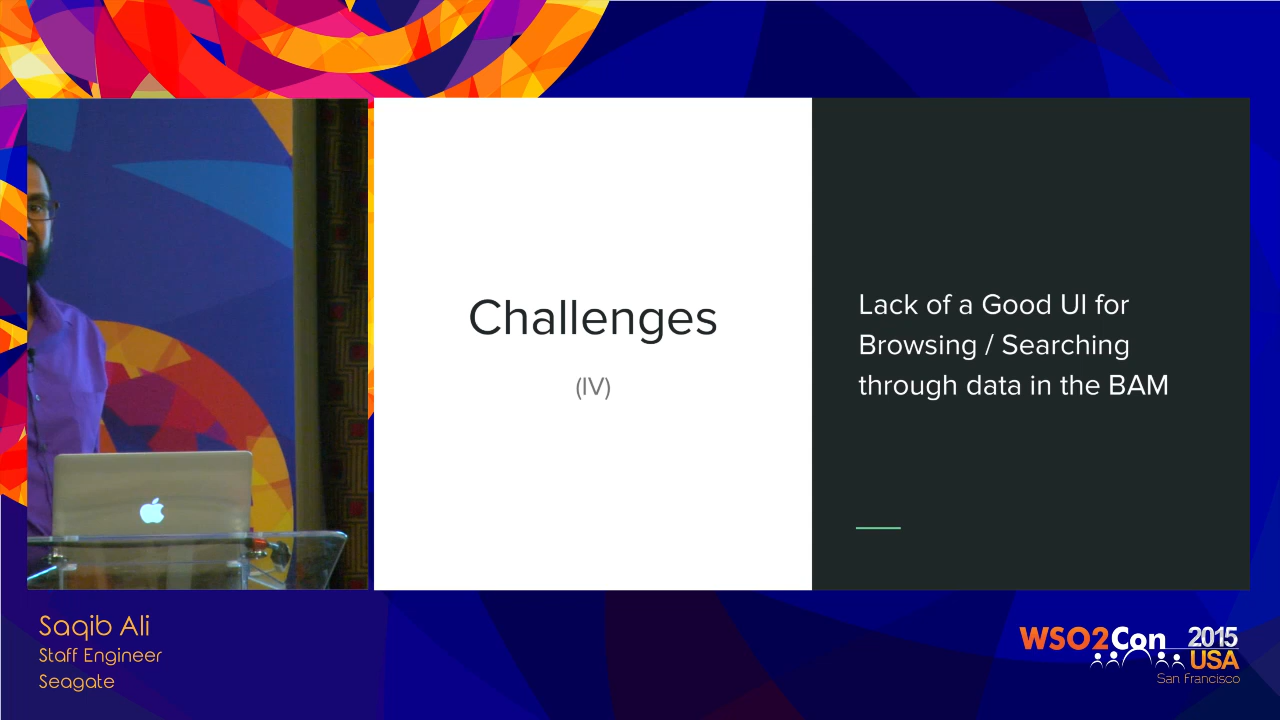 Challenges
(IV)
Lack of a Good UI for
Browsing / Searching
through data in the BAM
Saqib Ali
Staff Engineer
Seagate
WSO2Con 2015
USA
San Francisco